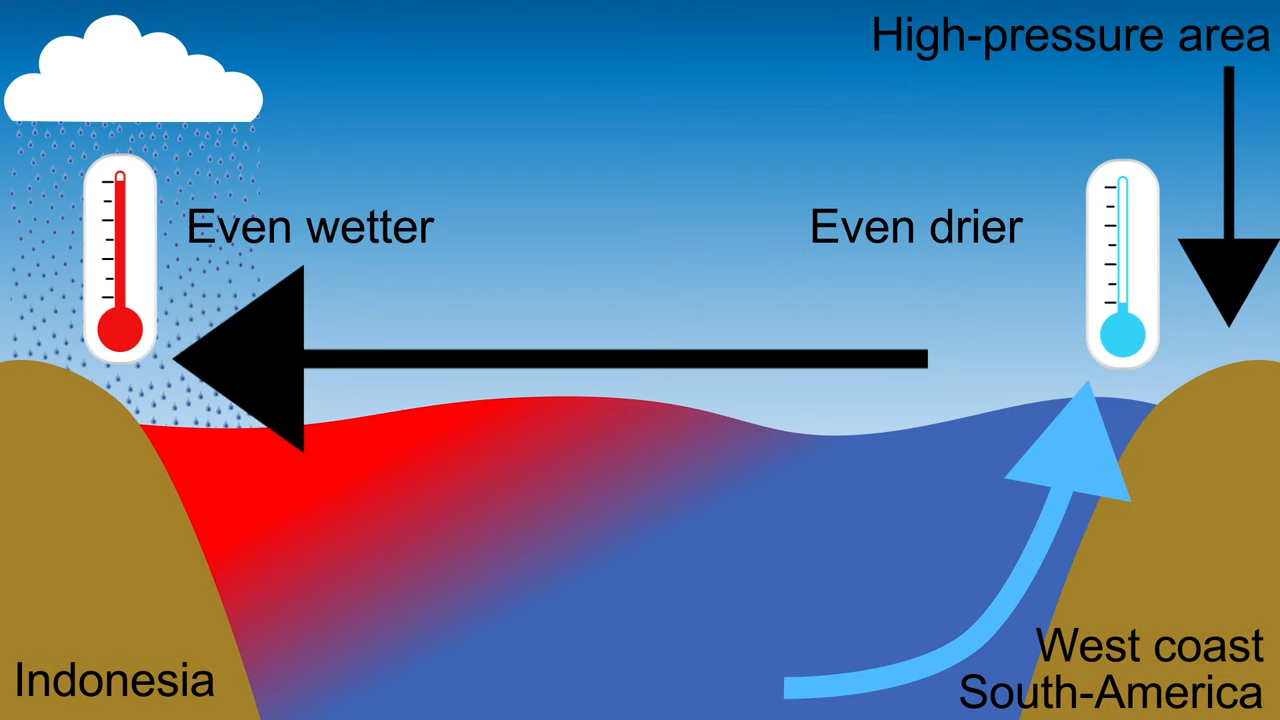 High-pressure area
Even wetter
Even drier
Indonesia
West coast
South-America